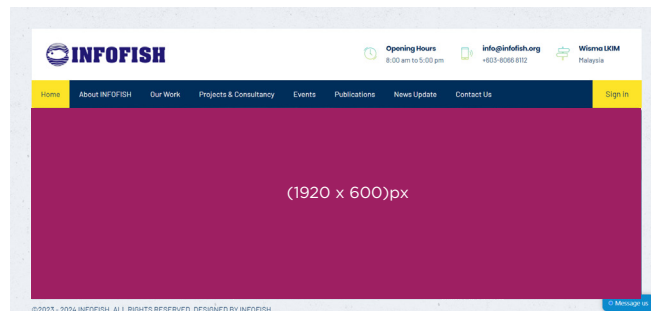 INFOFISH
Opening Hours
8:00 am to 5:00 pm
info@infofish.org
+603-8066 8112
Wisma LKIM
Malaysia
Home About INFOFISH Our Work Projects & Consultancy Events Publications News Update Contact Us Sign In
(1920 x 600)px
Message us
©2023 - 2024 INFOFISH. ALL RIGHTS RESERVED. DESIGNED BY INFOFISH